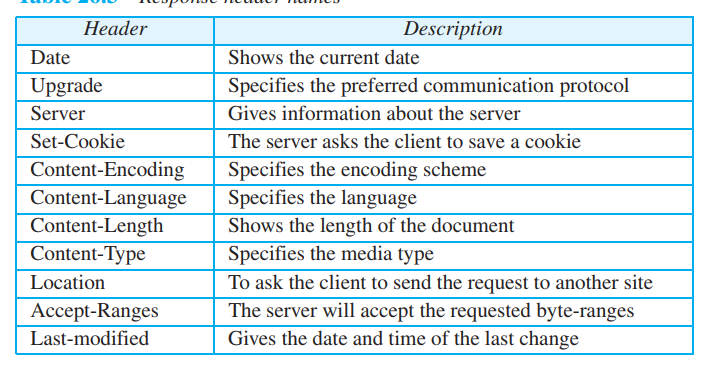 Table 26.3 Response header names
Header Description
Date Shows the current date
Upgrade Specifies the preferred communication protocol
Server Gives information about the server
Set-Cookie The server asks the client to save a cookie
Content-Encoding Specifies the encoding scheme
Content-Language Specifies the language
Content-Length Shows the length of the document
Content-Type Specifies the media type
Location To ask the client to send the request to another site
Accept-Ranges The server will accept the requested byte-ranges
Last-modified Gives the date and time of the last change